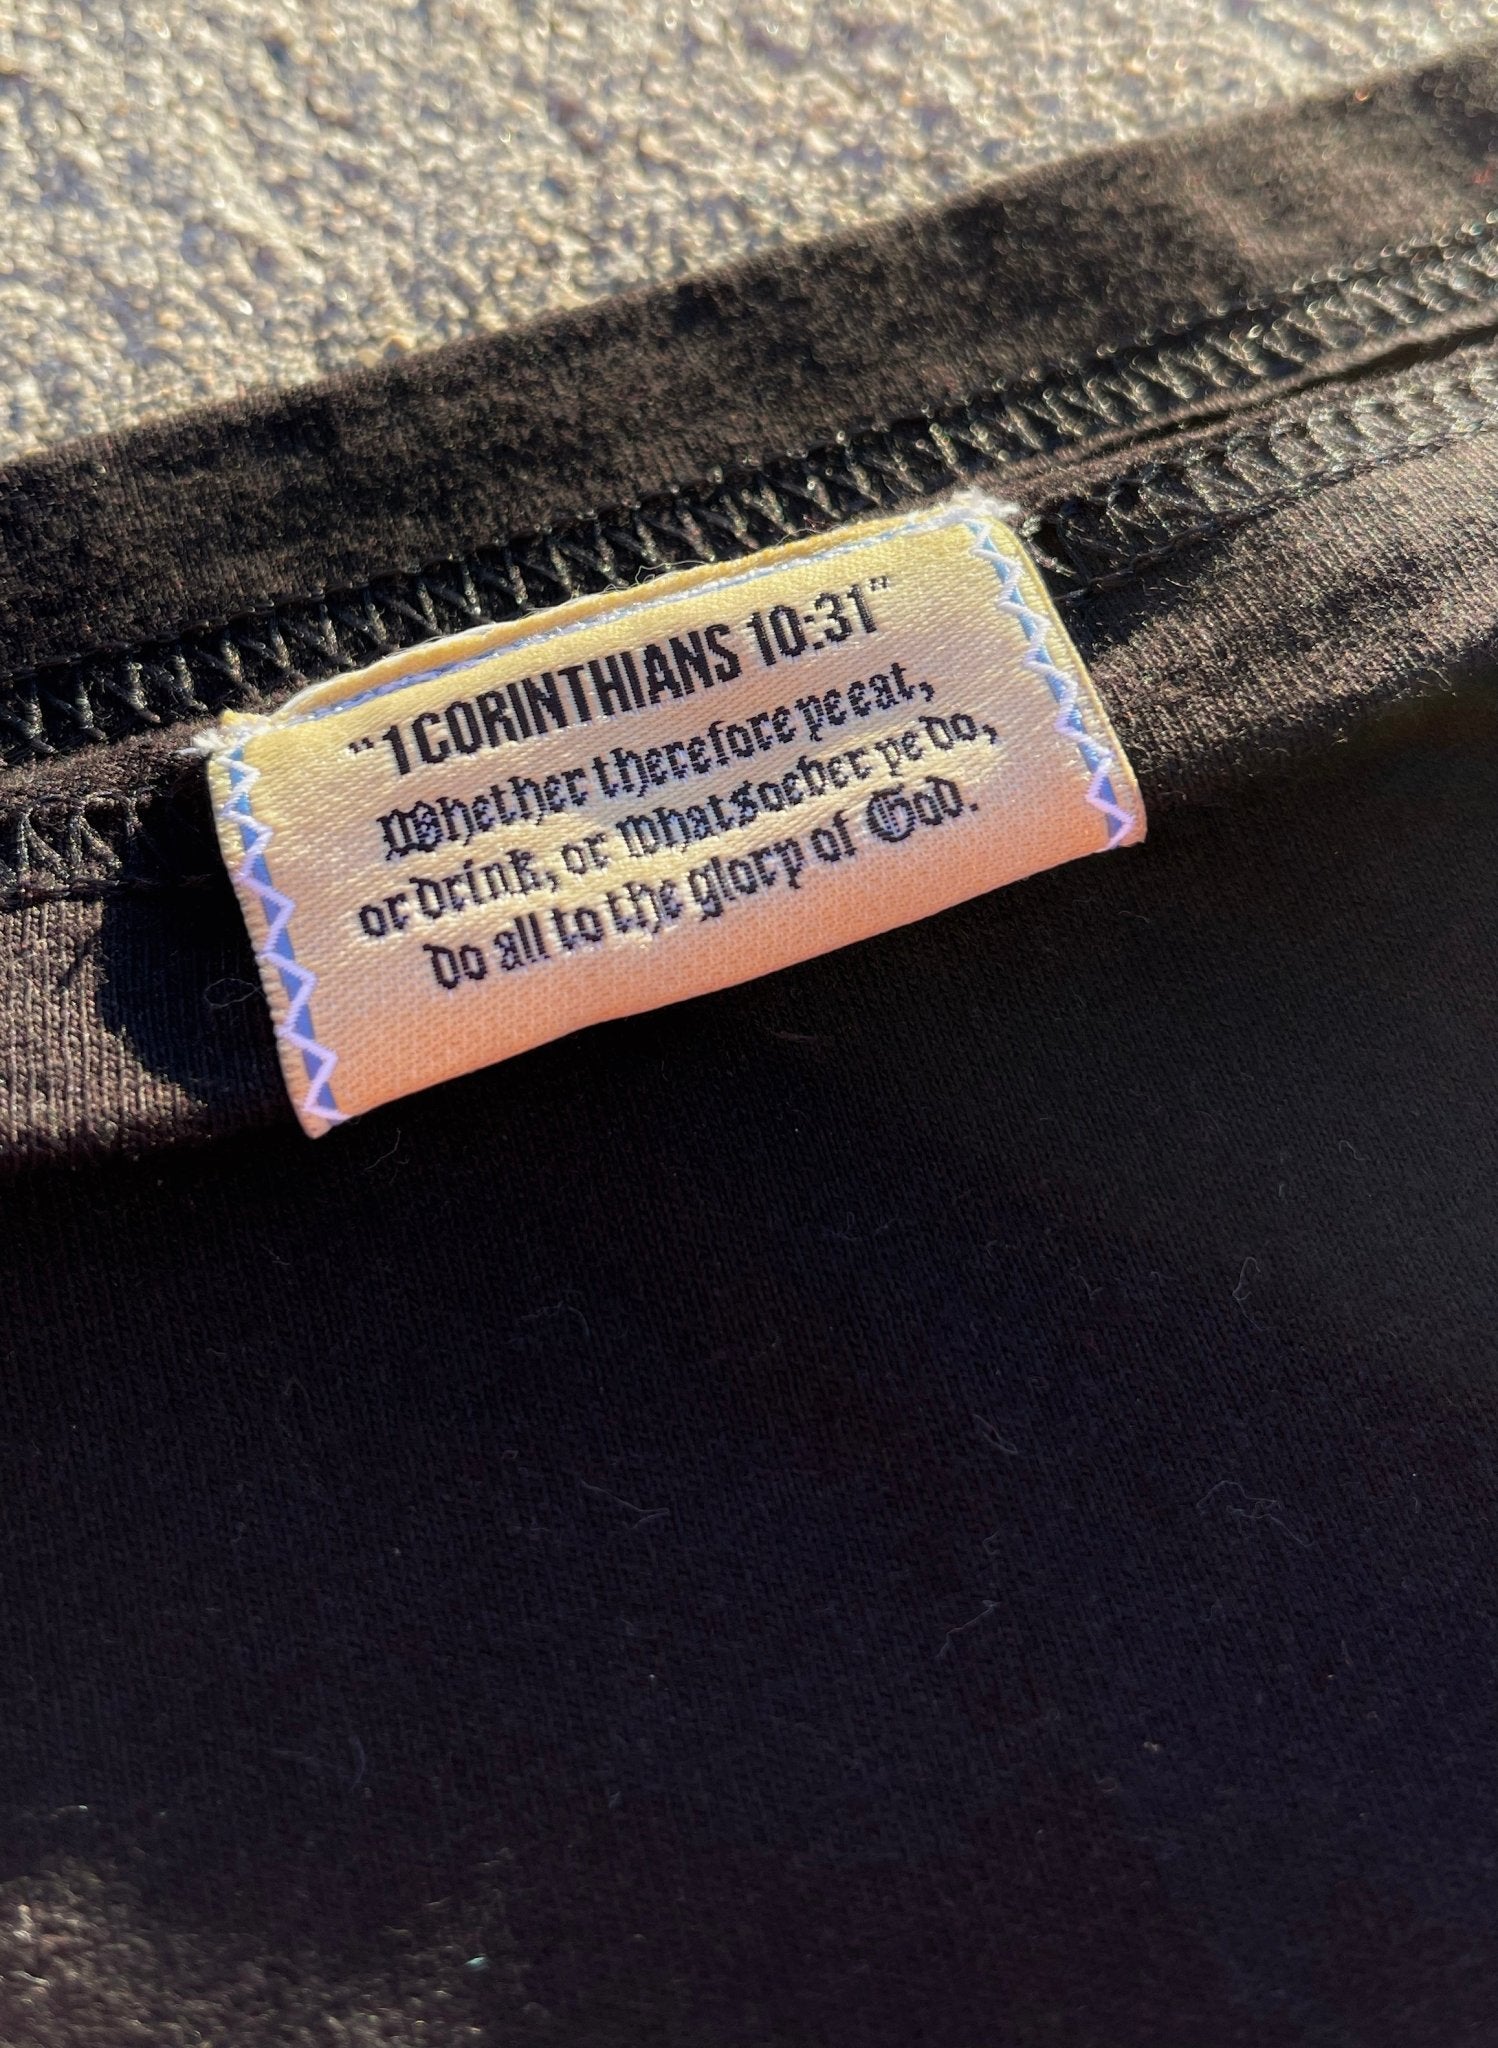 "1 CORINTHIANS 10:31"
Whether therefore ye eat,
or drink, or whatsoever ye do,
do all to the glory of God.